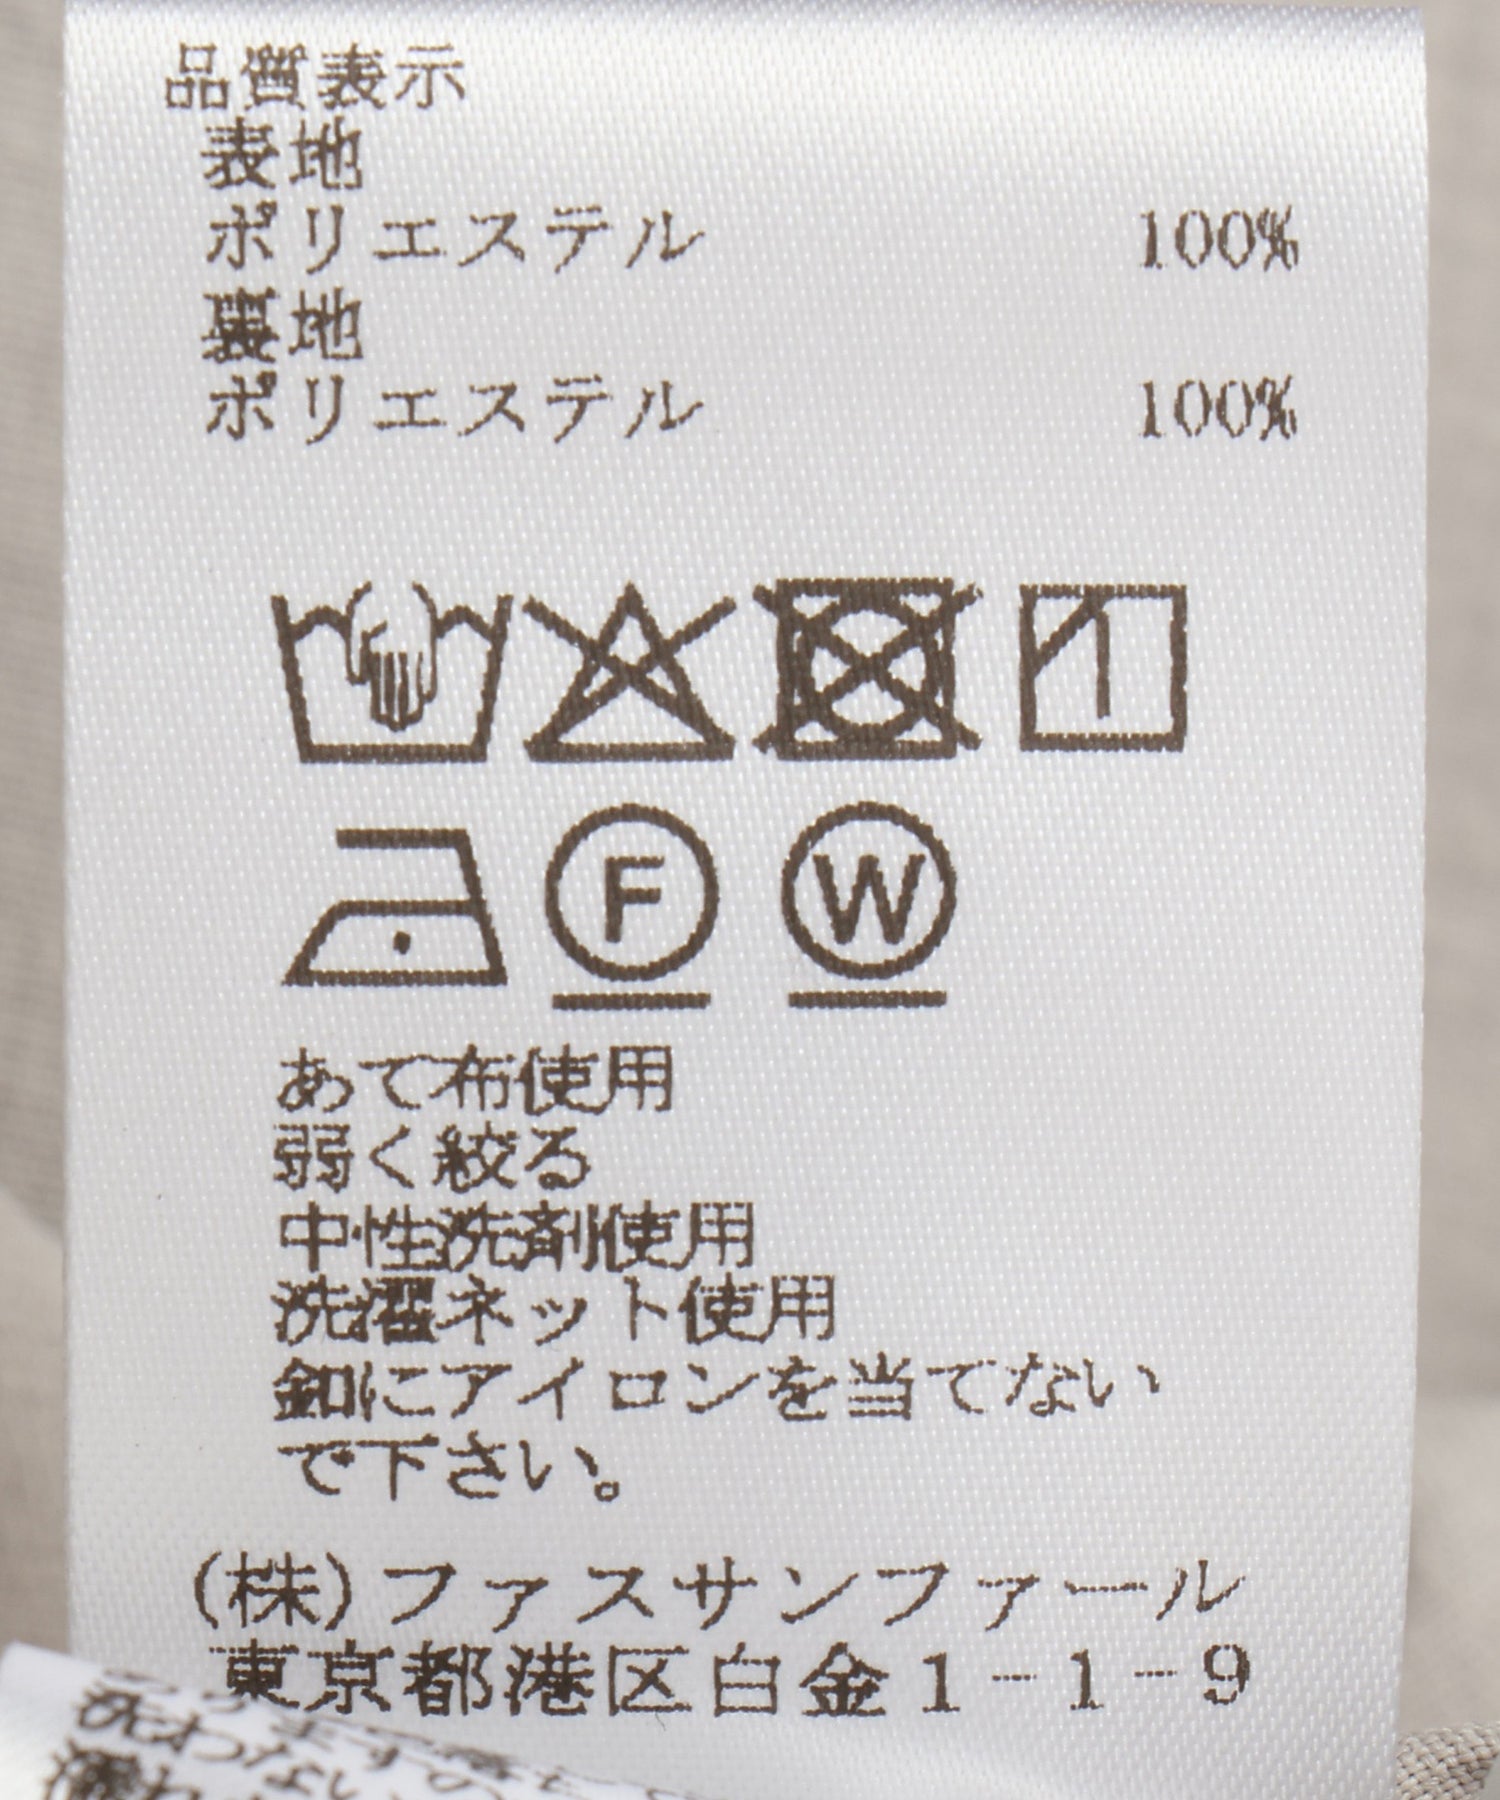 品質表示
表地
ポリエステル 100%
裏地
ポリエステル 100%
F W
あて布使用
弱く絞る
中性洗剤使用
洗濯ネット使用
釦にアイロンを当てない
で下さい。
(株)ファスサンファール
東京都港区白金1-1-9